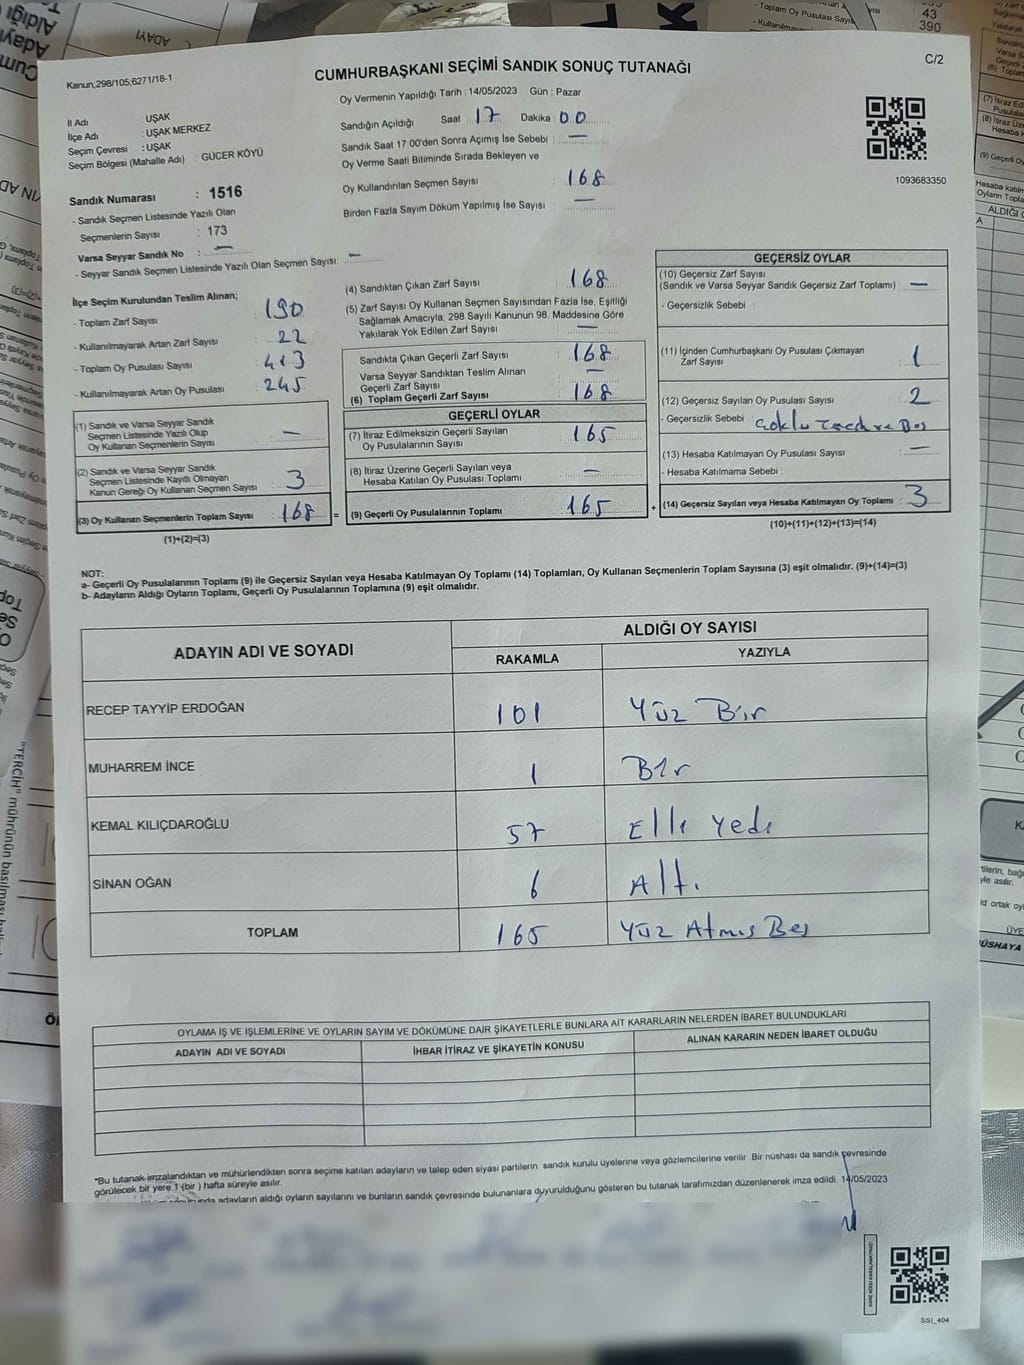 Kanun,298/105;6271/18-1
CUMHURBAŞKANI SEÇİMİ SANDIK SONUÇ TUTANAĞI
C/2
İl Adı : UŞAK
İlçe Adı : UŞAK MERKEZ
Seçim Çevresi : UŞAK
Seçim Bölgesi (Mahalle Adı) : GÜCER KÖYÜ
Sandık Numarası : 1516
- Sandık Seçmen Listesinde Yazılı Olan
Seçmenlerin Sayısı : 173
Varsa Seyyar Sandık No : —
- Seyyar Sandık Seçmen Listesinde Yazılı Olan Seçmen Sayısı: —
Oy Vermenin Yapıldığı Tarih : 14/05/2023 Gün : Pazar
Sandığın Açıldığı Saat : 17 Dakika : 00
Sandık Saat 17:00'den Sonra Açımış İse Sebebi : —
Oy Verme Saati Bitiminde Sırada Bekleyen ve
Oy Kullandırılan Seçmen Sayısı : 168
Birden Fazla Sayım Döküm Yapılmış İse Sayısı : —
1093683350
İlçe Seçim Kurulundan Teslim Alınan;
- Toplam Zarf Sayısı : 190
- Kullanılmayarak Artan Zarf Sayısı : 22
- Toplam Oy Pusulası Sayısı : 413
- Kullanılmayarak Artan Oy Pusulası : 245
(1) Sandık ve Varsa Seyyar Sandık
Seçmen Listesinde Yazılı Olup
Oy Kullanan Seçmenlerin Sayısı : —
(2) Sandık ve Varsa Seyyar Sandık
Seçmen Listesinde Kayıtlı Olmayan
Kanun Gereği Oy Kullanan Seçmen Sayısı : 3
(3) Oy Kullanan Seçmenlerin Toplam Sayısı : 168 =
(1)+(2)=(3)
(4) Sandıktan Çıkan Zarf Sayısı : 168
(5) Zarf Sayısı Oy Kullanan Seçmen Sayısından Fazla İse, Eşitliği
Sağlamak Amacıyla; 298 Sayılı Kanunun 98. Maddesine Göre
Yakılarak Yok Edilen Zarf Sayısı : —
Sandıkta Çıkan Geçerli Zarf Sayısı : 168
Varsa Seyyar Sandıktan Teslim Alınan
Geçerli Zarf Sayısı : —
(6) Toplam Geçerli Zarf Sayısı : 168
GEÇERLİ OYLAR
(7) İtiraz Edilmeksizin Geçerli Sayılan
Oy Pusulalarının Sayısı : 165
(8) İtiraz Üzerine Geçerli Sayılan veya
Hesaba Katılan Oy Pusulası Toplamı : —
(9) Geçerli Oy Pusulalarının Toplamı : 165 +
GEÇERSİZ OYLAR
(10) Geçersiz Zarf Sayısı
(Sandık ve Varsa Seyyar Sandık Geçersiz Zarf Toplamı) : —
- Geçersizlik Sebebi :
(11) İçinden Cumhurbaşkanı Oy Pusulası Çıkmayan
Zarf Sayısı : 1
(12) Geçersiz Sayılan Oy Pusulası Sayısı : 2
- Geçersizlik Sebebi : Çoklu Tercih ve Boş
(13) Hesaba Katılmayan Oy Pusulası Sayısı : —
- Hesaba Katılmama Sebebi :
(14) Geçersiz Sayılan veya Hesaba Katılmayan Oy Toplamı : 3
(10)+(11)+(12)+(13)=(14)
NOT:
a- Geçerli Oy Pusulalarının Toplamı (9) ile Geçersiz Sayılan veya Hesaba Katılmayan Oy Toplamı (14) Toplamları, Oy Kullanan Seçmenlerin Toplam Sayısına (3) eşit olmalıdır. (9)+(14)=(3)
b- Adayların Aldığı Oyların Toplamı, Geçerli Oy Pusulalarının Toplamına (9) eşit olmalıdır.
ADAYIN ADI VE SOYADI
ALDIĞI OY SAYISI
RAKAMLA YAZIYLA
RECEP TAYYİP ERDOĞAN 101 Yüz Bir
MUHARREM İNCE 1 Bir
KEMAL KILIÇDAROĞLU 57 Elli Yedi
SİNAN OĞAN 6 Altı
TOPLAM 165 Yüz Atmış Beş
OYLAMA İŞ VE İŞLEMLERİNE VE OYLARIN SAYIM VE DÖKÜMÜNE DAİR ŞİKAYETLERLE BUNLARA AİT KARARLARIN NELERDEN İBARET BULUNDUKLARI
ADAYIN ADI VE SOYADI İHBAR İTİRAZ VE ŞİKAYETİN KONUSU ALINAN KARARIN NEDEN İBARET OLDUĞU
*Bu tutanak imzalandıktan ve mühürlendikten sonra seçime katılan adayların ve talep eden siyasi partilerin sandık kurulu üyelerine veya gözlemcilerine verilir .Bir nüshası da sandık çevresinde
görülecek bir yere 1 (bir ) hafta süreyle asılır.
adayların aldığı oyların sayılarını ve bunların sandık çevresinde bulunanlara duyurulduğunu gösteren bu tutanak tarafımızdan düzenlenerek imza edildi. 14/05/2023
SSI_404